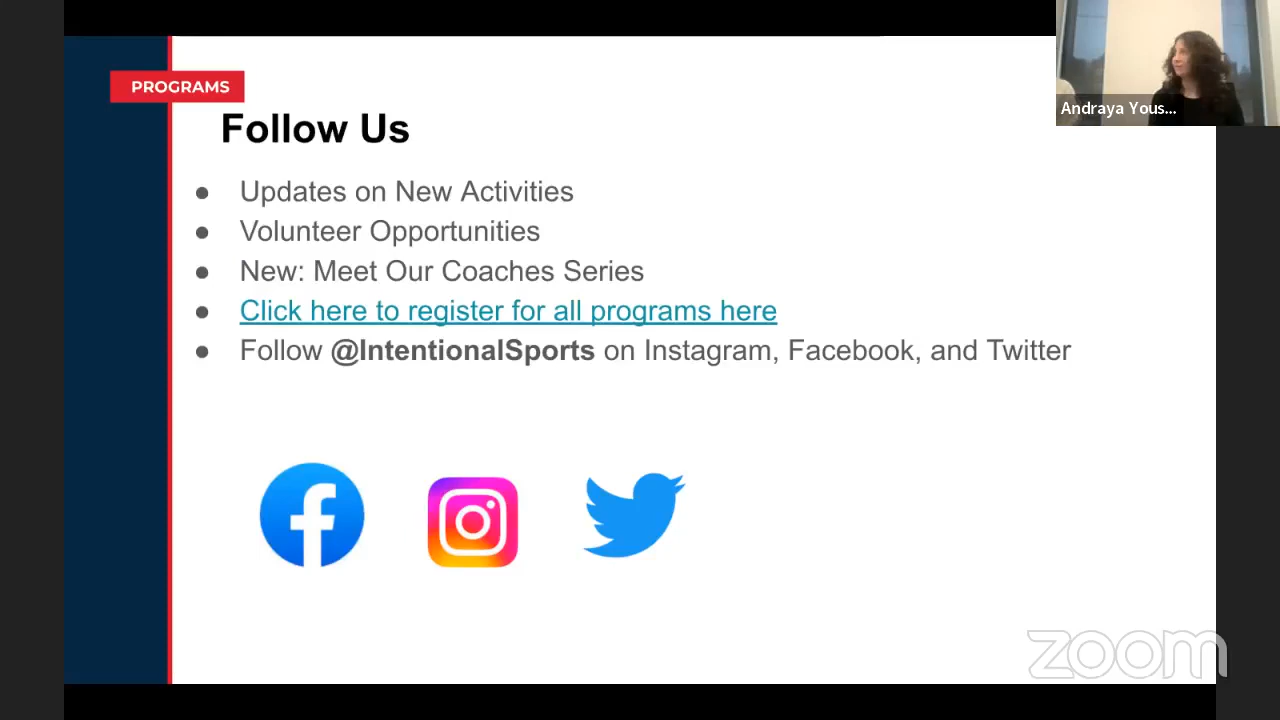 PROGRAMS
Follow Us
Andraya Yous...
● Updates on New Activities
● Volunteer Opportunities
● New: Meet Our Coaches Series
● Click here to register for all programs here
● Follow @IntentionalSports on Instagram, Facebook, and Twitter
zoom